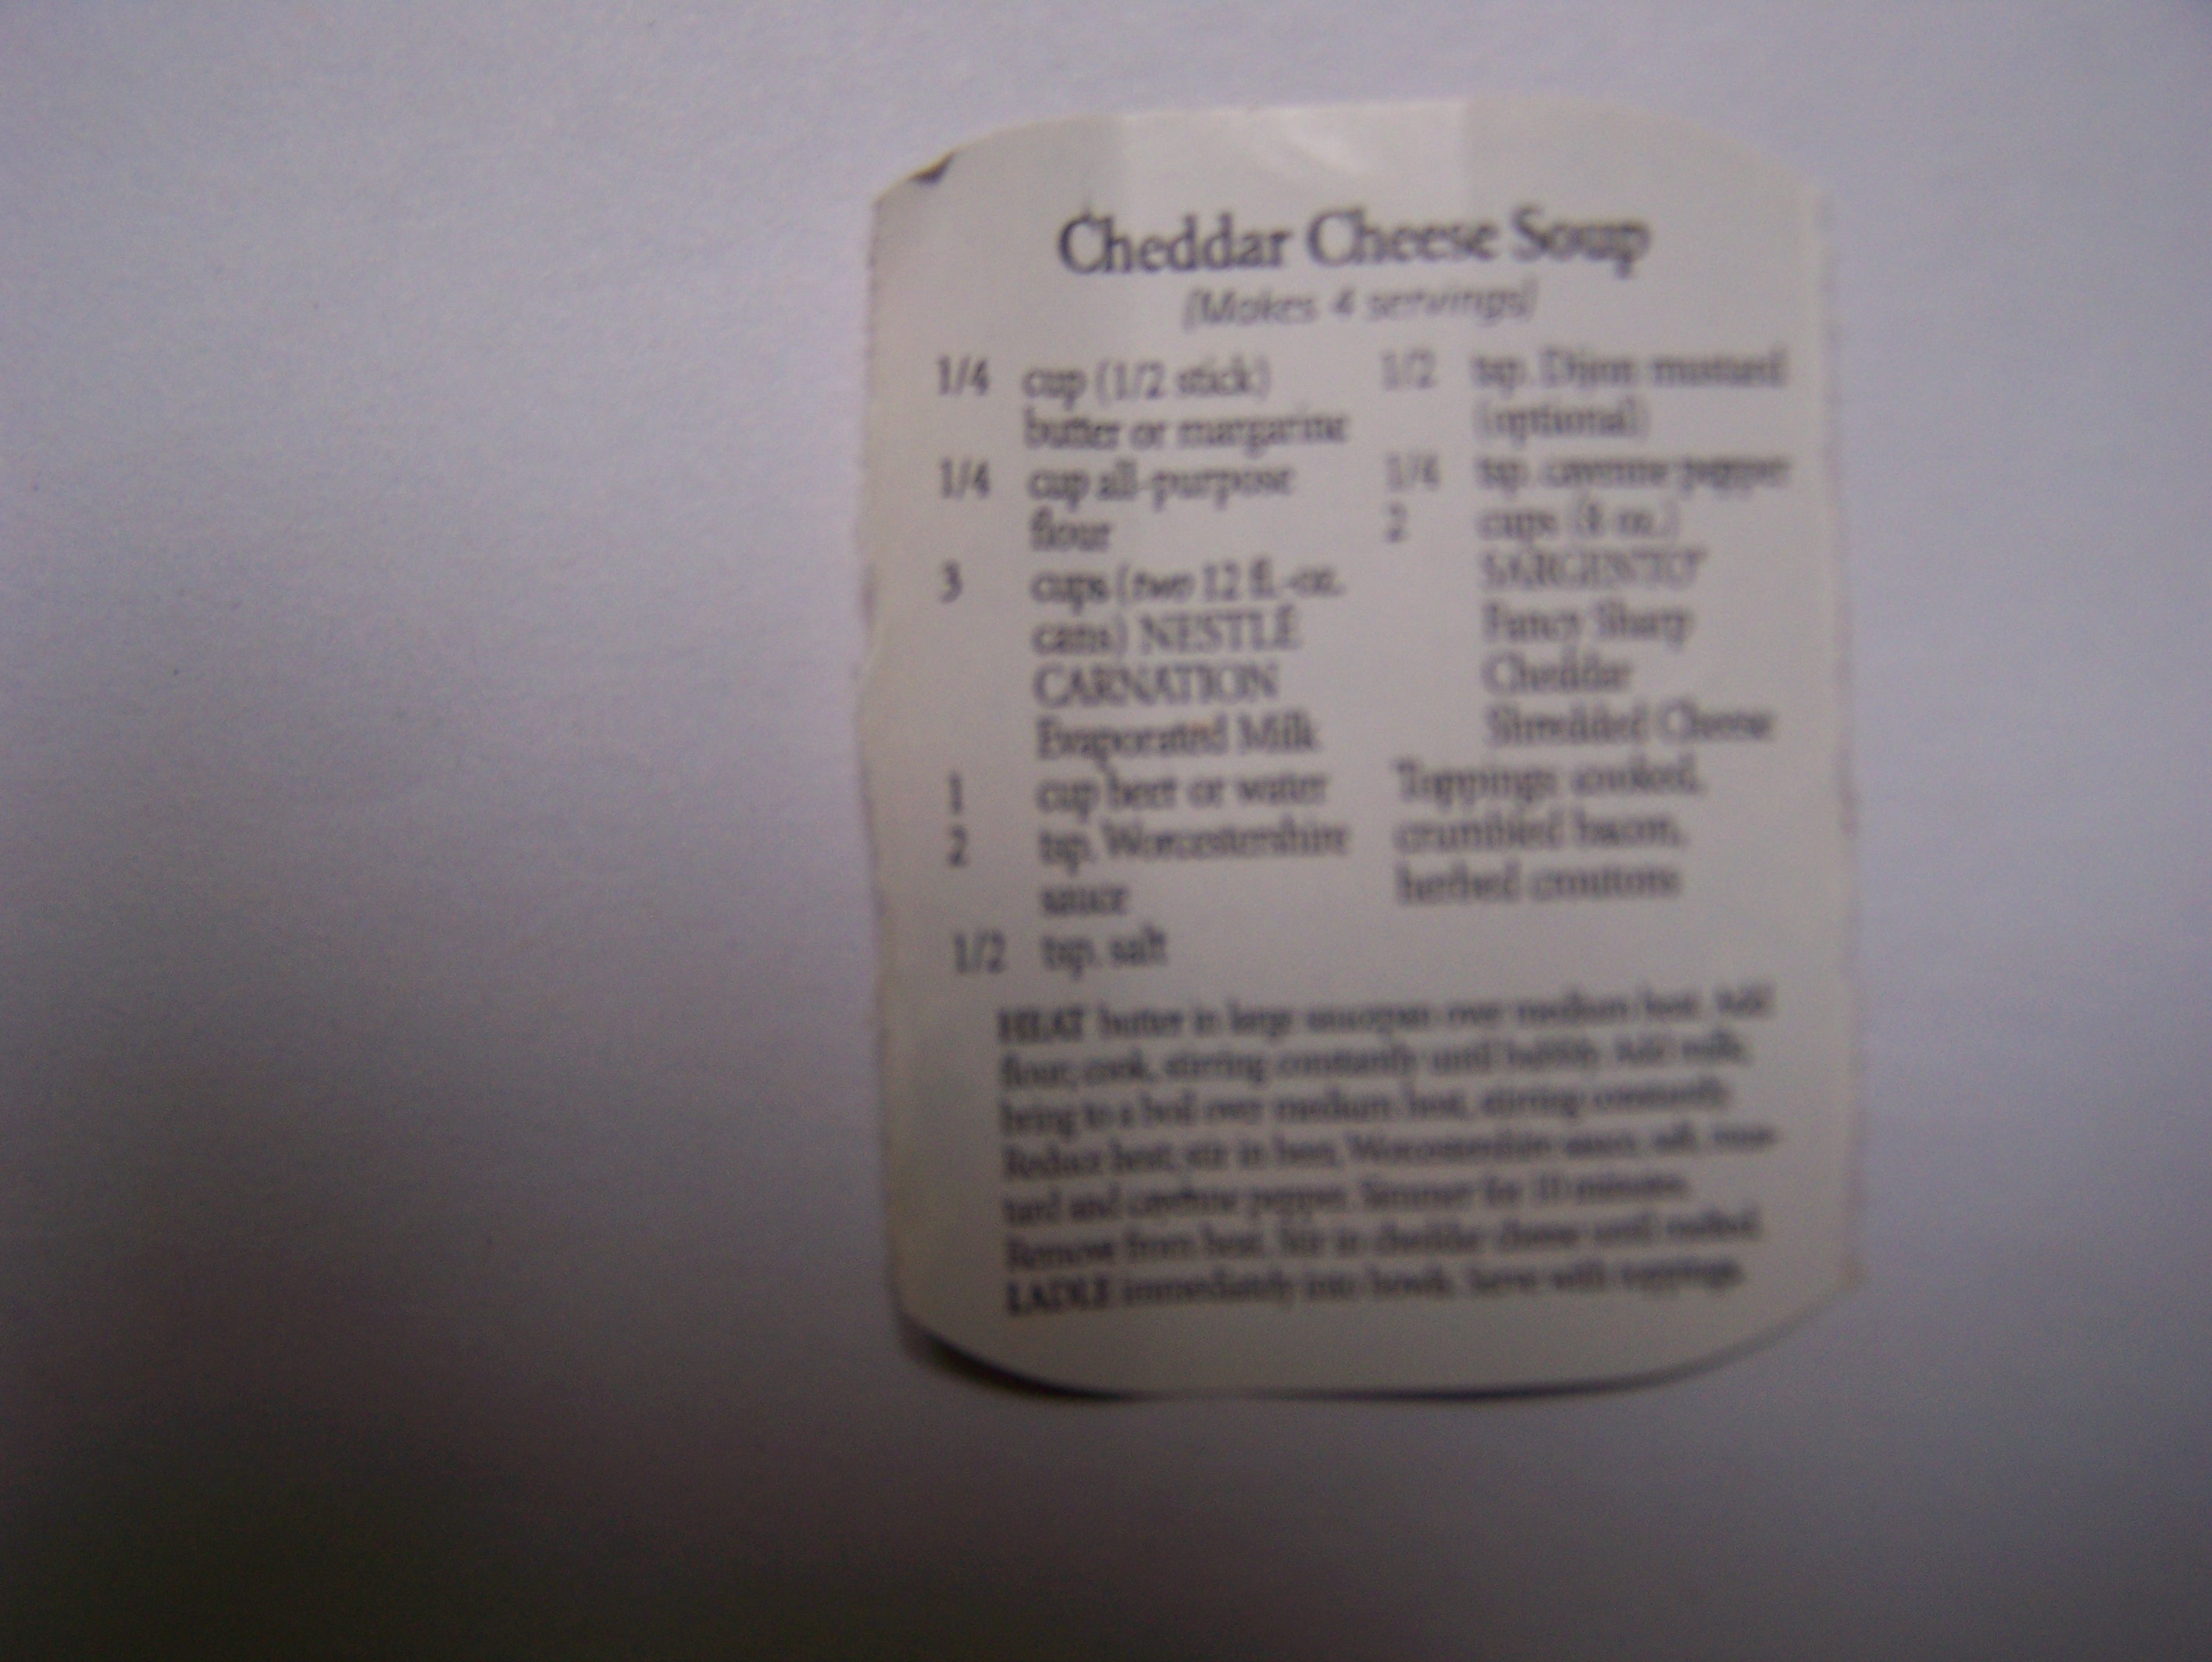 Cheddar Cheese Soup
(Makes 4 servings)
1/4 cup (1/2 stick)
butter or margarine
1/4 cup all-purpose
flour
3 cups (two 12 fl.-oz.
cans) NESTLÉ
CARNATION
Evaporated Milk
1 cup beer or water
2 tsp. Worcestershire
sauce
1/2 tsp. salt
1/2 tsp. Dijon mustard
(optional)
1/4 tsp. cayenne pepper
2 cups (8 oz.)
SARGENTO®
Fancy Sharp
Cheddar
Shredded Cheese
Toppings: cooked,
crumbled bacon,
herbed croutons
HEAT butter in large saucepan over medium heat. Add
flour; cook, stirring constantly until bubbly. Add milk;
bring to a boil over medium heat, stirring constantly.
Reduce heat; stir in beer, Worcestershire sauce, salt, mus-
tard and cayenne pepper. Simmer for 10 minutes.
Remove from heat. Stir in cheddar cheese until melted.
LADLE immediately into bowls. Serve with toppings.